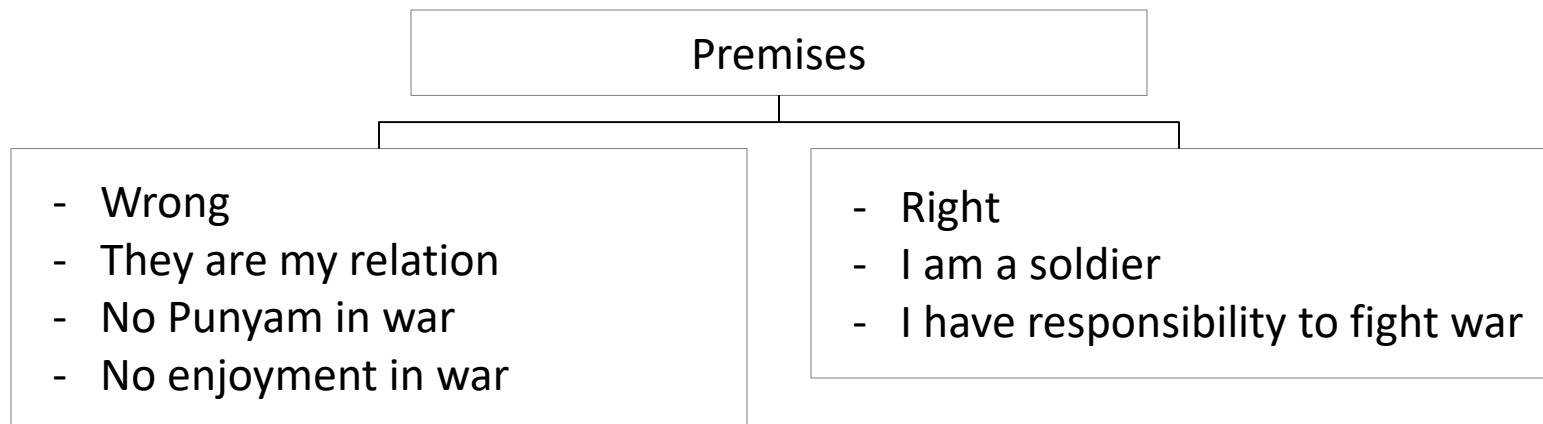 Premises
- Wrong
- They are my relation
- No Punyam in war
- No enjoyment in war
- Right
- I am a soldier
- I have responsibility to fight war